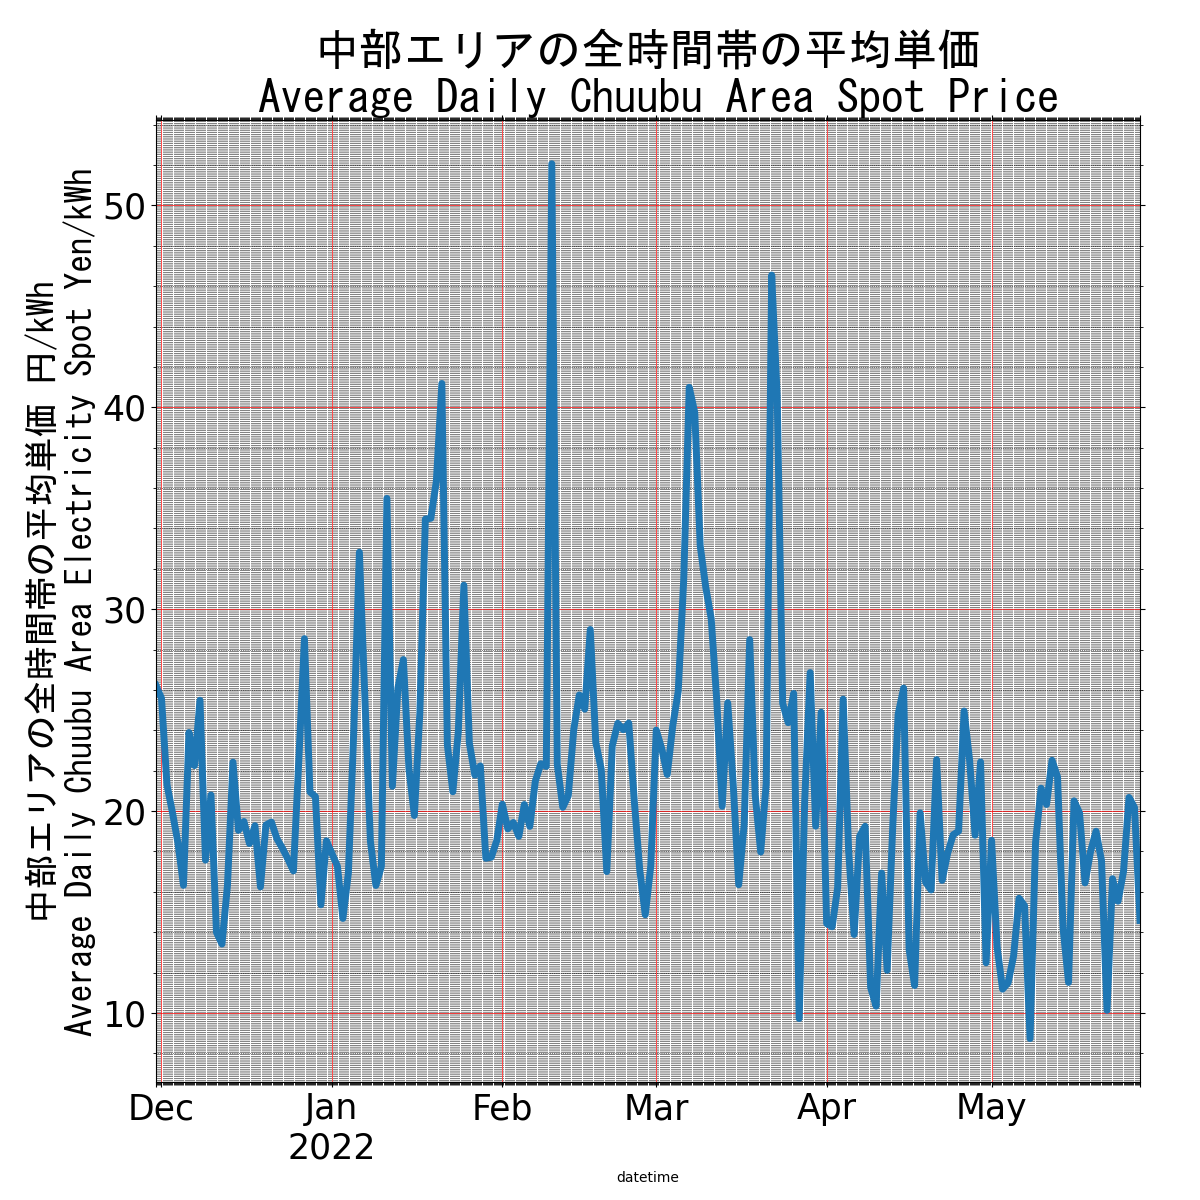 中部エリアの全時間帯の平均単価
Average Daily Chuubu Area Spot Price
中部エリアの全時間帯の平均単価 円/kWh
Average Daily Chuubu Area Electricity Spot Yen/kWh
50
40
30
20
10
Dec Jan Feb Mar Apr May
2022
datetime